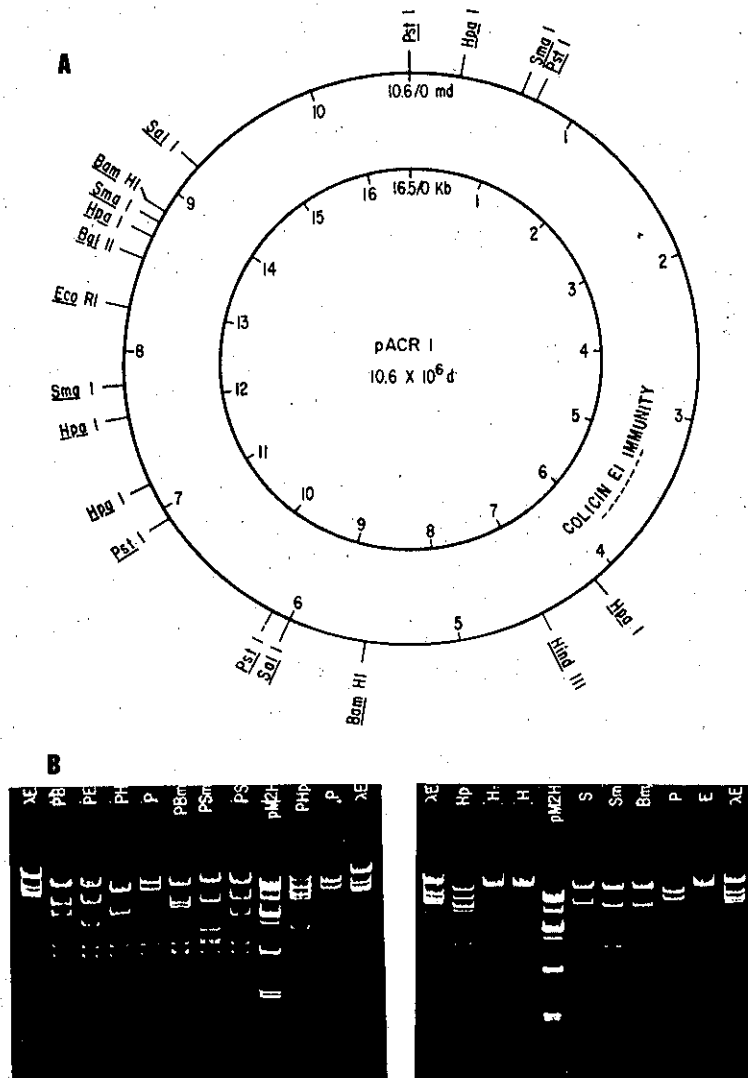 A
Pst I
Hpa I
Sma I
Pst I
10.6/0 md
1
2
3
4
Hpa I
Hind III
5
Bam HI
6
Sal I
Pst I
Pst I
7
Hpa I
Hpa I
Sma I
8
Eco RI
Bgl II
Hpa I
Sma I
Bam HI
9
Sal I
10
16.5/0 Kb
1
2
3
4
5
6
7
8
9
10
11
12
13
14
15
16
pACR I
10.6 X 10⁶ d
COLICIN EI IMMUNITY
B
λE PB PE PH P PBm PSm PS pM2H PHp P λE
λE Hp H H pM2H S Sm Bm P E λE